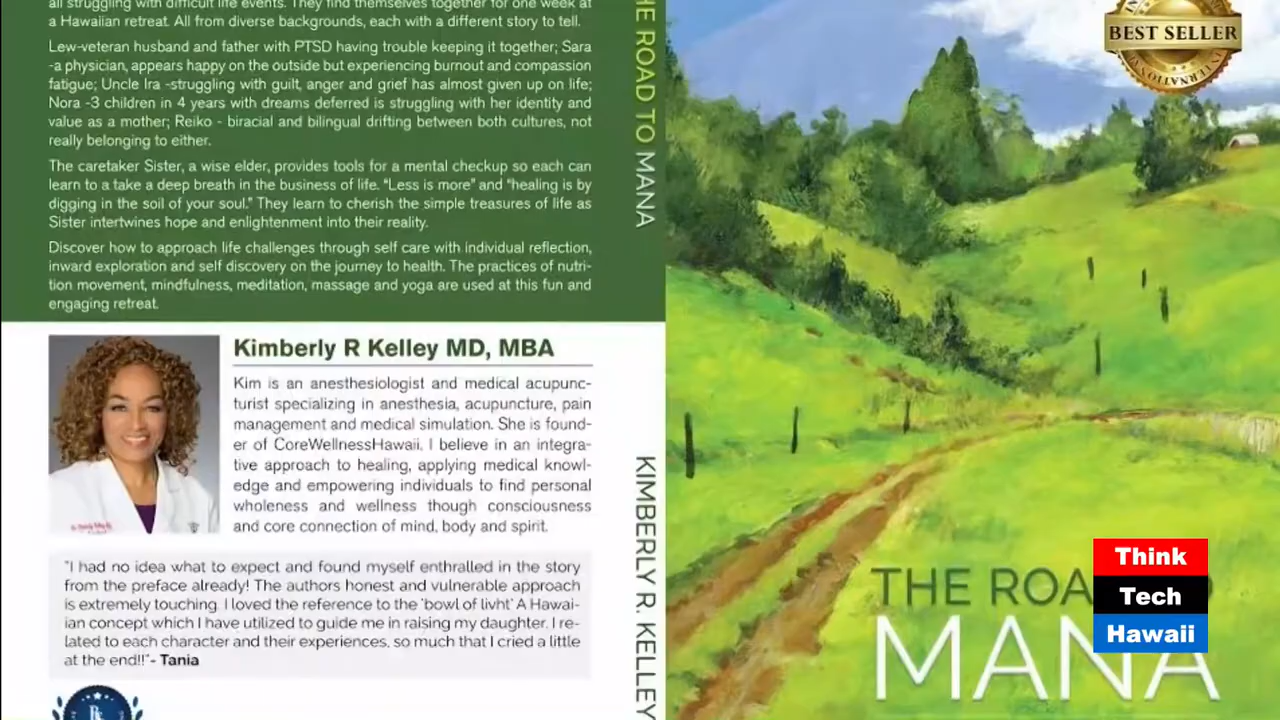 all struggling with difficult life events. They find themselves together for one week at
a Hawaiian retreat. All from diverse backgrounds, each with a different story to tell.
Lew-veteran husband and father with PTSD having trouble keeping it together; Sara
-a physician, appears happy on the outside but experiencing burnout and compassion
fatigue; Uncle Ira -struggling with guilt, anger and grief has almost given up on life;
Nora -3 children in 4 years with dreams deferred is struggling with her identity and
value as a mother; Reiko - biracial and bilingual drifting between both cultures, not
really belonging to either.
The caretaker Sister, a wise elder, provides tools for a mental checkup so each can
learn to a take a deep breath in the business of life. “Less is more” and “healing is by
digging in the soil of your soul.” They learn to cherish the simple treasures of life as
Sister intertwines hope and enlightenment into their reality.
Discover how to approach life challenges through self care with individual reflection,
inward exploration and self discovery on the journey to health. The practices of nutri-
tion movement, mindfulness, meditation, massage and yoga are used at this fun and
engaging retreat.
Kimberly R Kelley MD, MBA
Kim is an anesthesiologist and medical acupunc-
turist specializing in anesthesia, acupuncture, pain
management and medical simulation. She is found-
er of CoreWellnessHawaii. I believe in an integra-
tive approach to healing, applying medical knowl-
edge and empowering individuals to find personal
wholeness and wellness though consciousness
and core connection of mind, body and spirit.
"I had no idea what to expect and found myself enthralled in the story
from the preface already! The authors honest and vulnerable approach
is extremely touching. I loved the reference to the 'bowl of livht' A Hawai-
ian concept which I have utilized to guide me in raising my daughter. I re-
lated to each character and their experiences, so much that I cried a little
at the end!!"- Tania
THE ROAD TO MANA
KIMBERLY R. KELLEY
BEST SELLER
INTERNATIONAL
THE ROA
MANA
Think
Tech
Hawaii